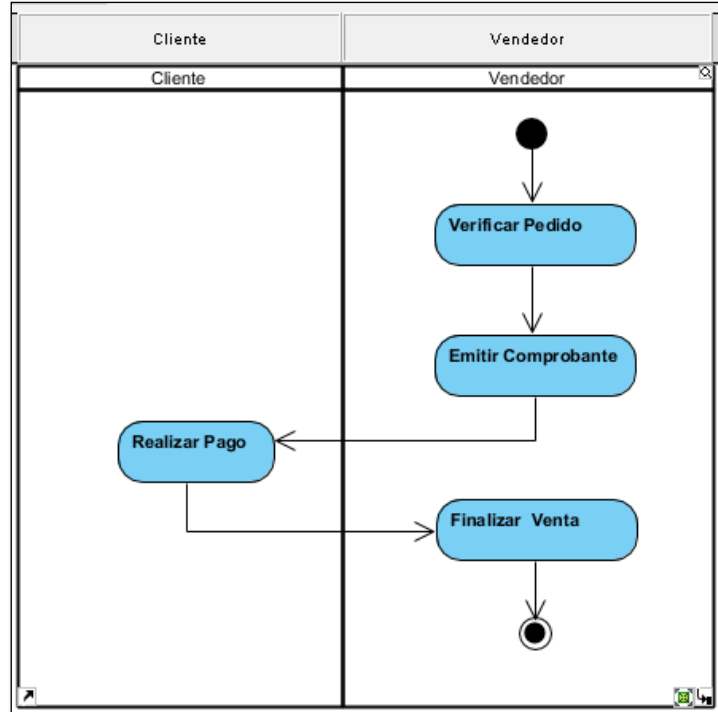 Cliente
Vendedor
Cliente
Vendedor
Verificar Pedido
Emitir Comprobante
Realizar Pago
Finalizar Venta